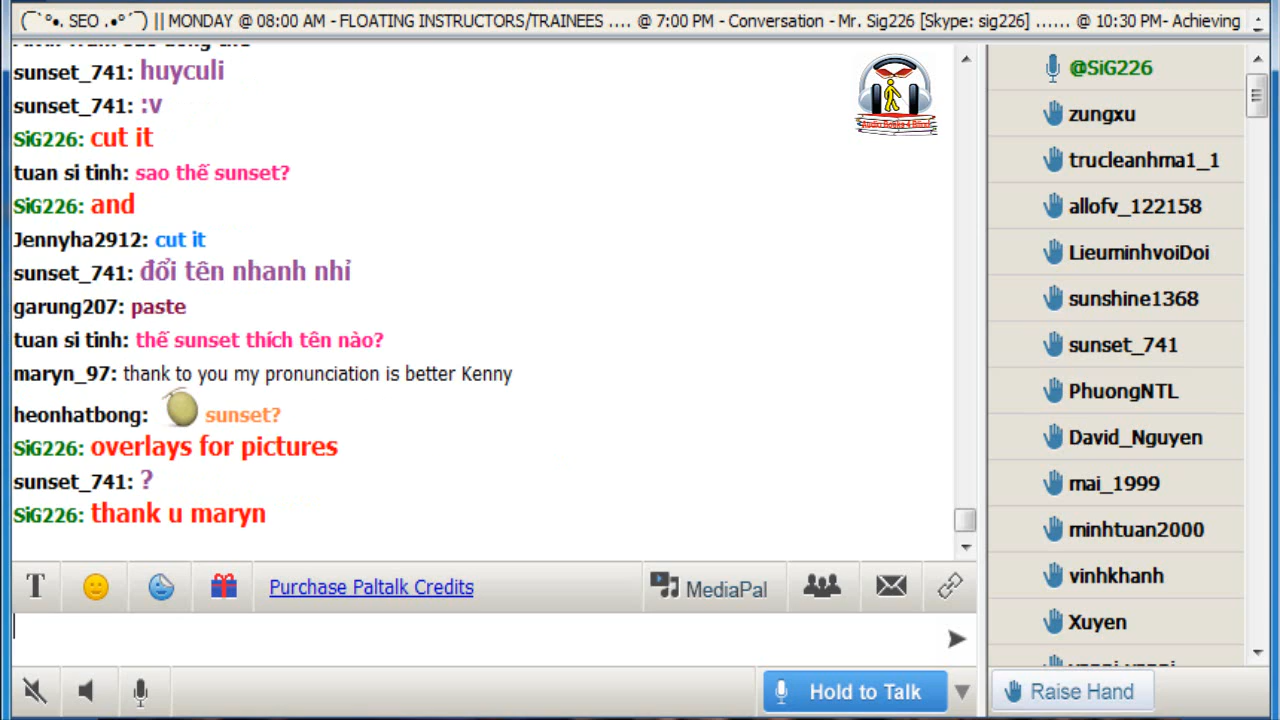 (¯`°•. SEO .•°´¯) || MONDAY @ 08:00 AM - FLOATING INSTRUCTORS/TRAINEES .... @ 7:00 PM - Conversation - Mr. Sig226 [Skype: sig226] ...... @ 10:30 PM- Achieving
sunset_741: huyculi
sunset_741: :v
SiG226: cut it
tuan si tinh: sao thế sunset?
SiG226: and
Jennyha2912: cut it
sunset_741: đổi tên nhanh nhỉ
garung207: paste
tuan si tinh: thế sunset thích tên nào?
maryn_97: thank to you my pronunciation is better Kenny
heonhatbong: sunset?
SiG226: overlays for pictures
sunset_741: ?
SiG226: thank u maryn
@SiG226
zungxu
trucleanhma1_1
allofv_122158
LieuminhvoiDoi
sunshine1368
sunset_741
PhuongNTL
David_Nguyen
mai_1999
minhtuan2000
vinhkhanh
Xuyen
T
Purchase Paltalk Credits
MediaPal
Hold to Talk
Raise Hand